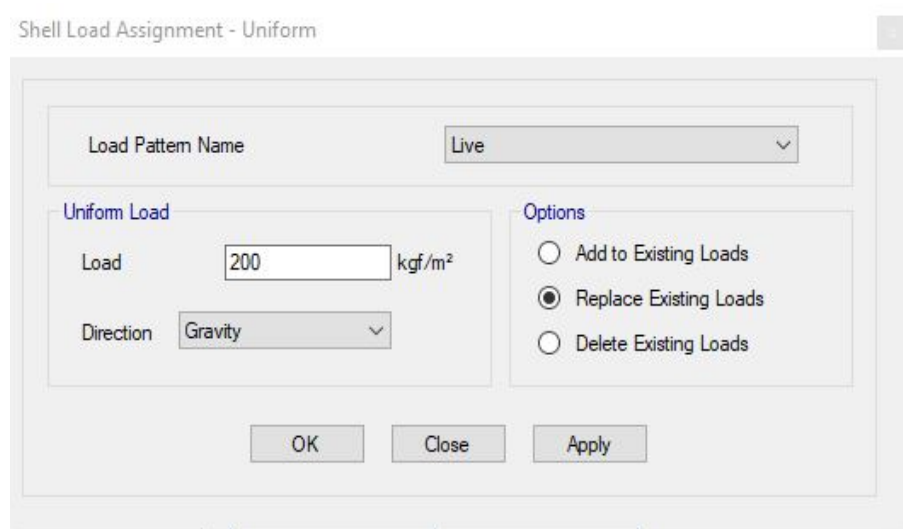 Shell Load Assignment - Uniform
Load Pattern Name Live
Uniform Load
Load 200 kgf/m²
Direction Gravity
Options
Add to Existing Loads
Replace Existing Loads
Delete Existing Loads
OK Close Apply